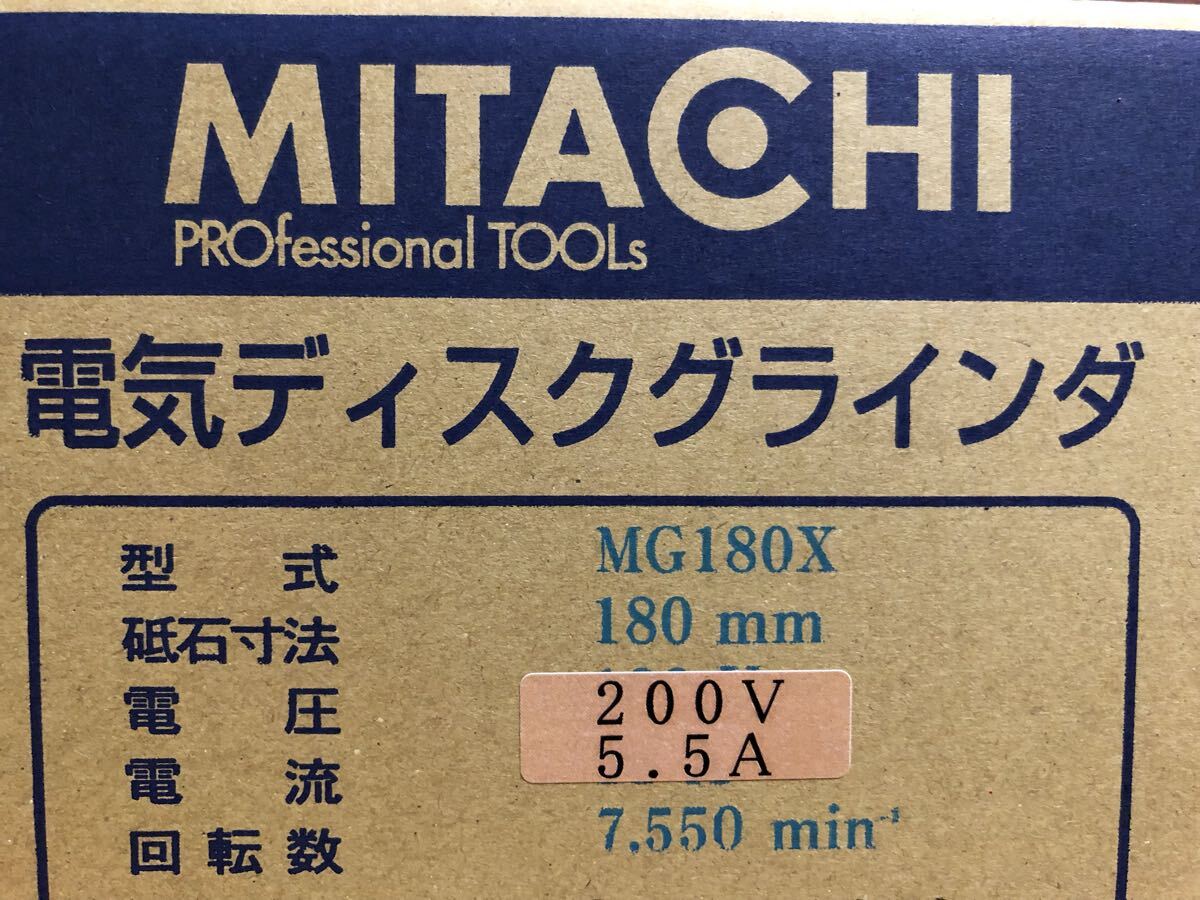 MITACHI
PROfessional TOOLs
電気ディスクグラインダ
型式 MG180X
砥石寸法 180 mm
電圧 200V
電流 5.5A
回転数 7.550 min⁻¹